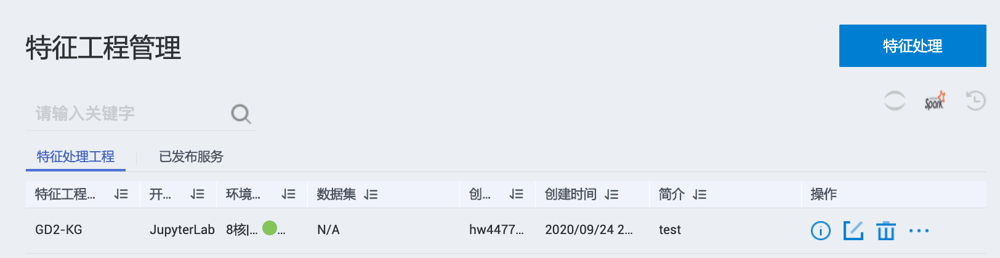 特征工程管理
特征处理
请输入关键字
Spark
特征处理工程 已发布服务
特征工程... 开... 环境... 数据集 创... 创建时间 简介 操作
GD2-KG JupyterLab 8核|... ... N/A hw4477... 2020/09/24 2... test